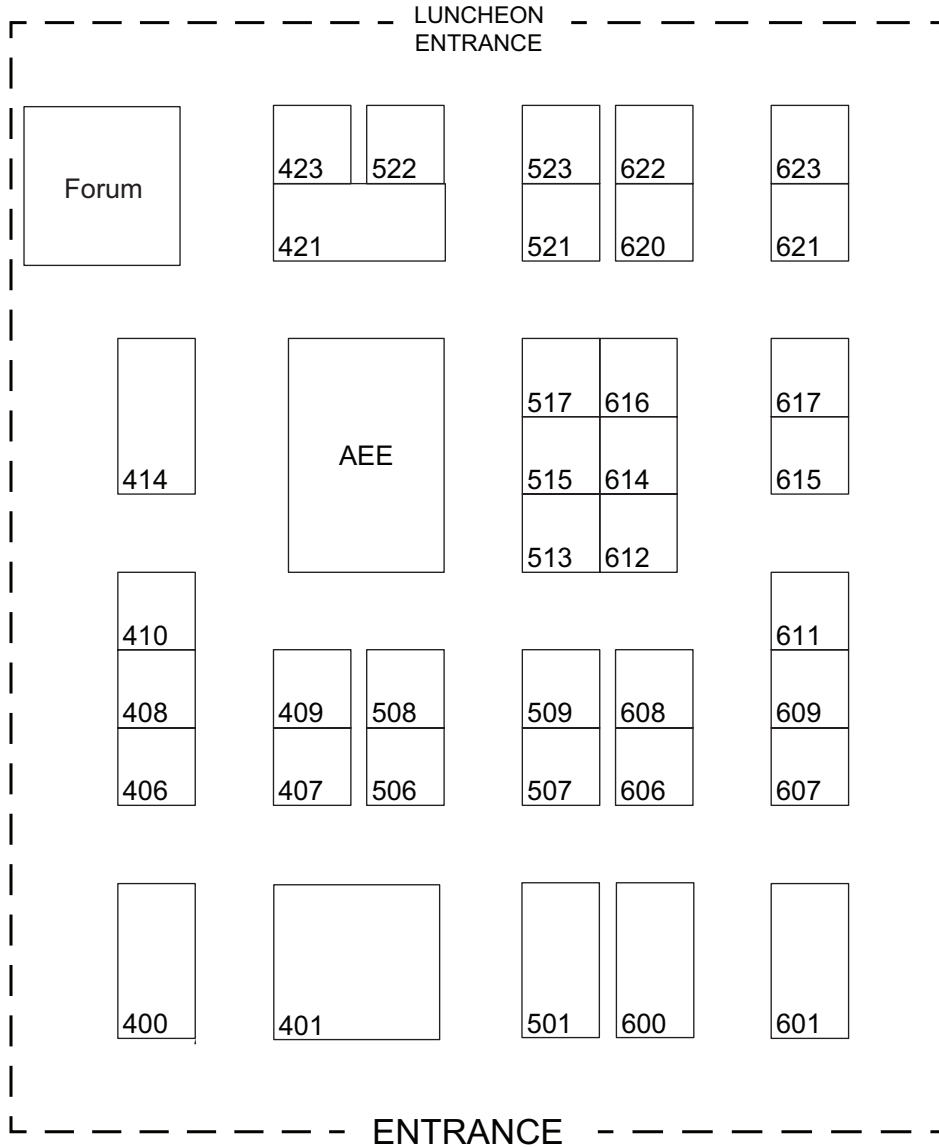 LUNCHEON
ENTRANCE
Forum
423 522 523 622 623
421 521 620 621
517 616 617
AEE
414 515 614 615
513 612
410 611
408 409 508 509 608 609
406 407 506 507 606 607
400 401 501 600 601
ENTRANCE